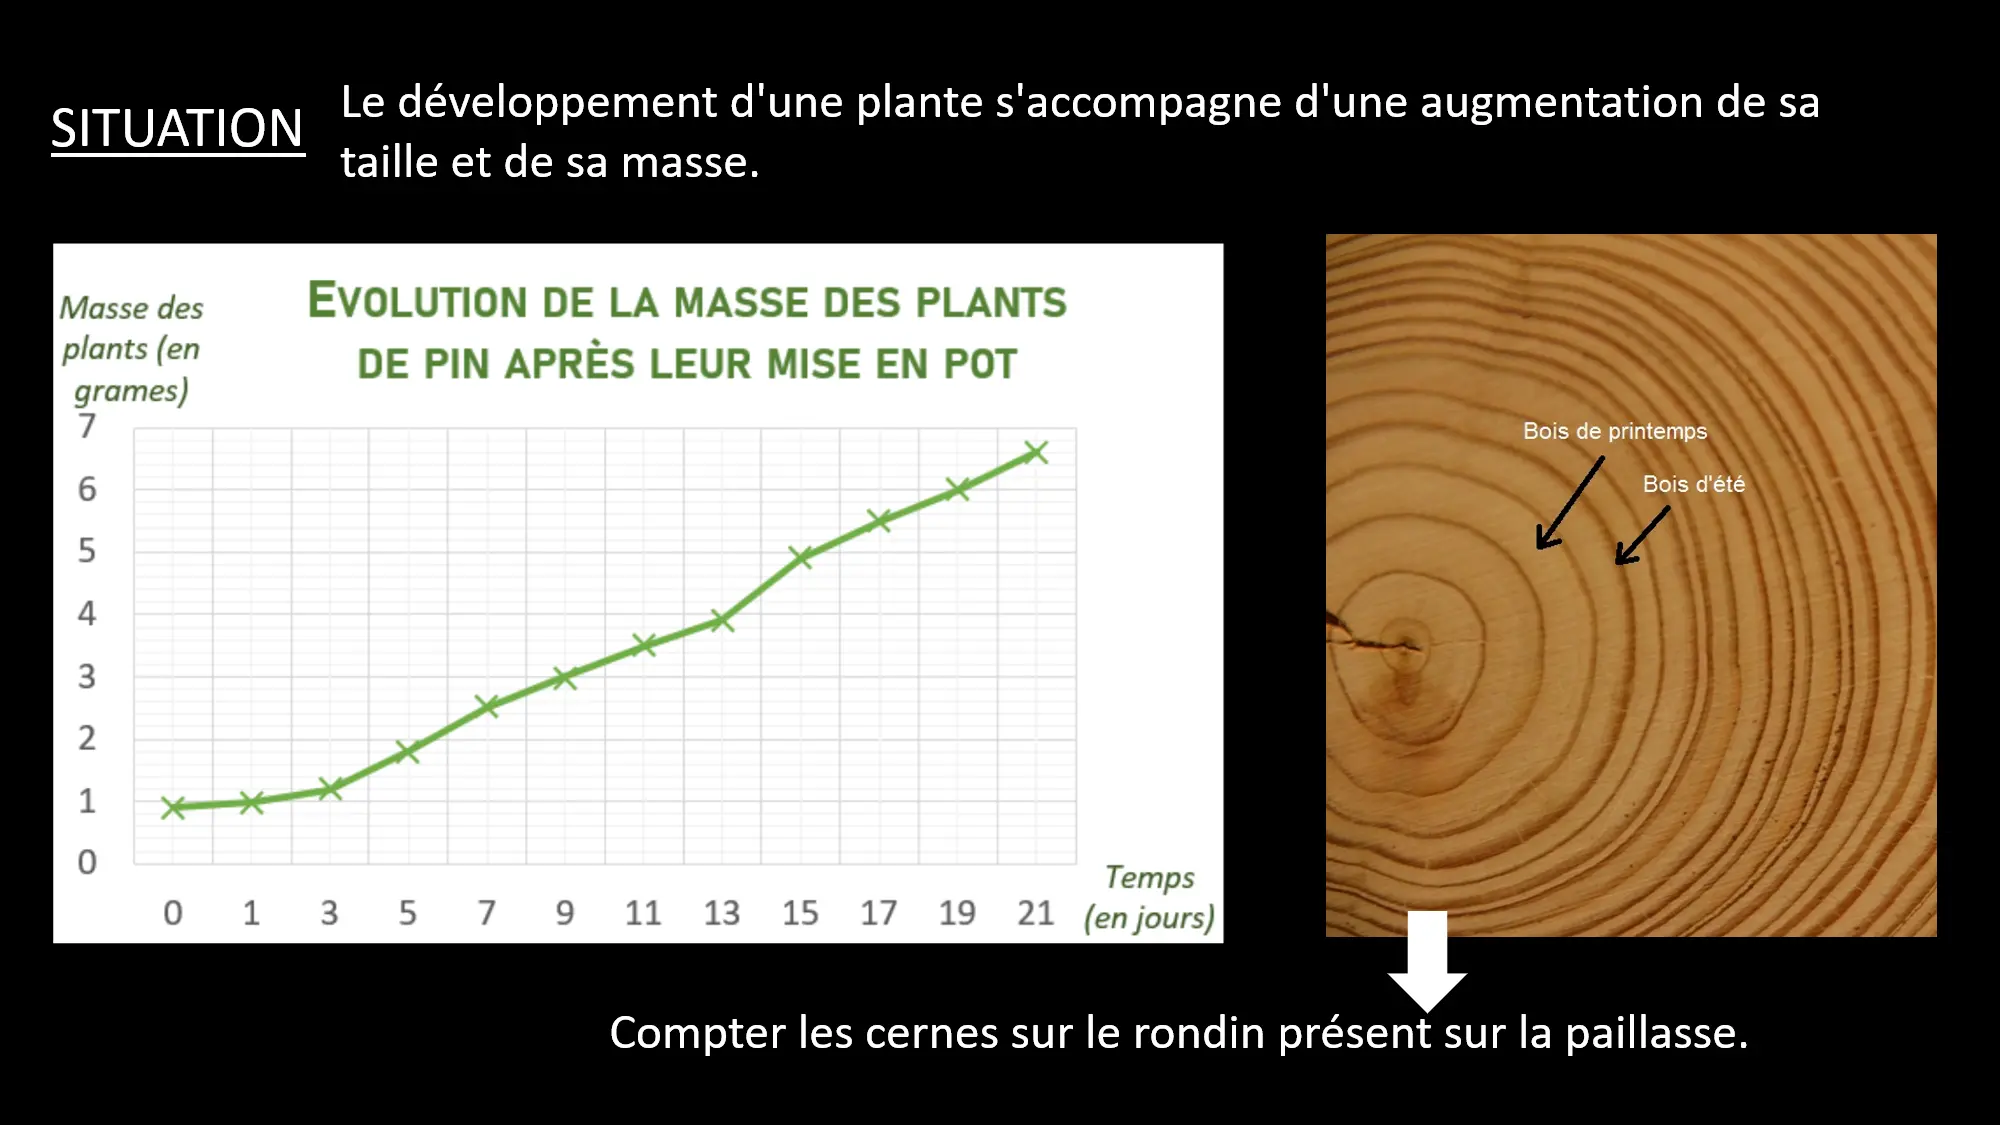 SITUATION
Le développement d'une plante s'accompagne d'une augmentation de sa
taille et de sa masse.
EVOLUTION DE LA MASSE DES PLANTS
DE PIN APRÈS LEUR MISE EN POT
Masse des
plants (en
grames)
7
6
5
4
3
2
1
0
0 1 3 5 7 9 11 13 15 17 19 21
Temps
(en jours)
Bois de printemps
Bois d'été
Compter les cernes sur le rondin présent sur la paillasse.